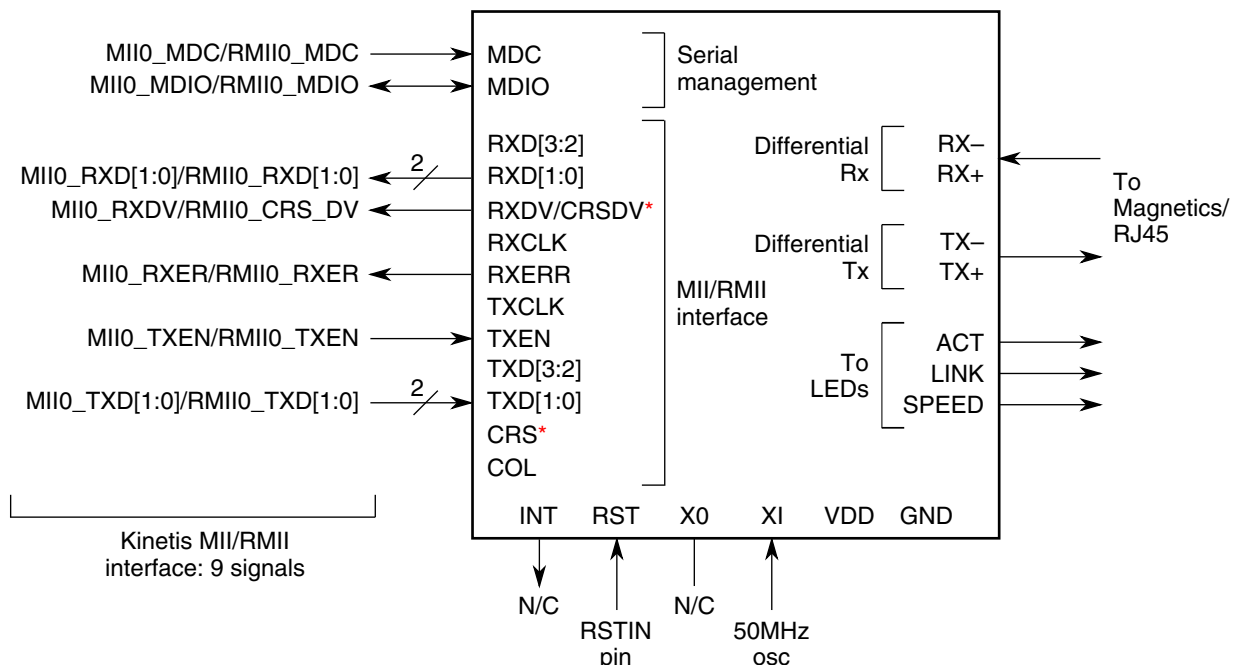 MII0_MDC/RMII0_MDC
MII0_MDIO/RMII0_MDIO
MII0_RXD[1:0]/RMII0_RXD[1:0]
2
MII0_RXDV/RMII0_CRS_DV
MII0_RXER/RMII0_RXER
MII0_TXEN/RMII0_TXEN
MII0_TXD[1:0]/RMII0_TXD[1:0]
2
Kinetis MII/RMII
interface: 9 signals
MDC
MDIO
Serial
management
RXD[3:2]
RXD[1:0]
RXDV/CRSDV*
RXCLK
RXERR
TXCLK
TXEN
TXD[3:2]
TXD[1:0]
CRS*
COL
MII/RMII
interface
Differential
Rx
RX–
RX+
Differential
Tx
TX–
TX+
To
LEDs
ACT
LINK
SPEED
To
Magnetics/
RJ45
INT RST X0 XI VDD GND
N/C
RSTIN
pin
N/C
50MHz
osc